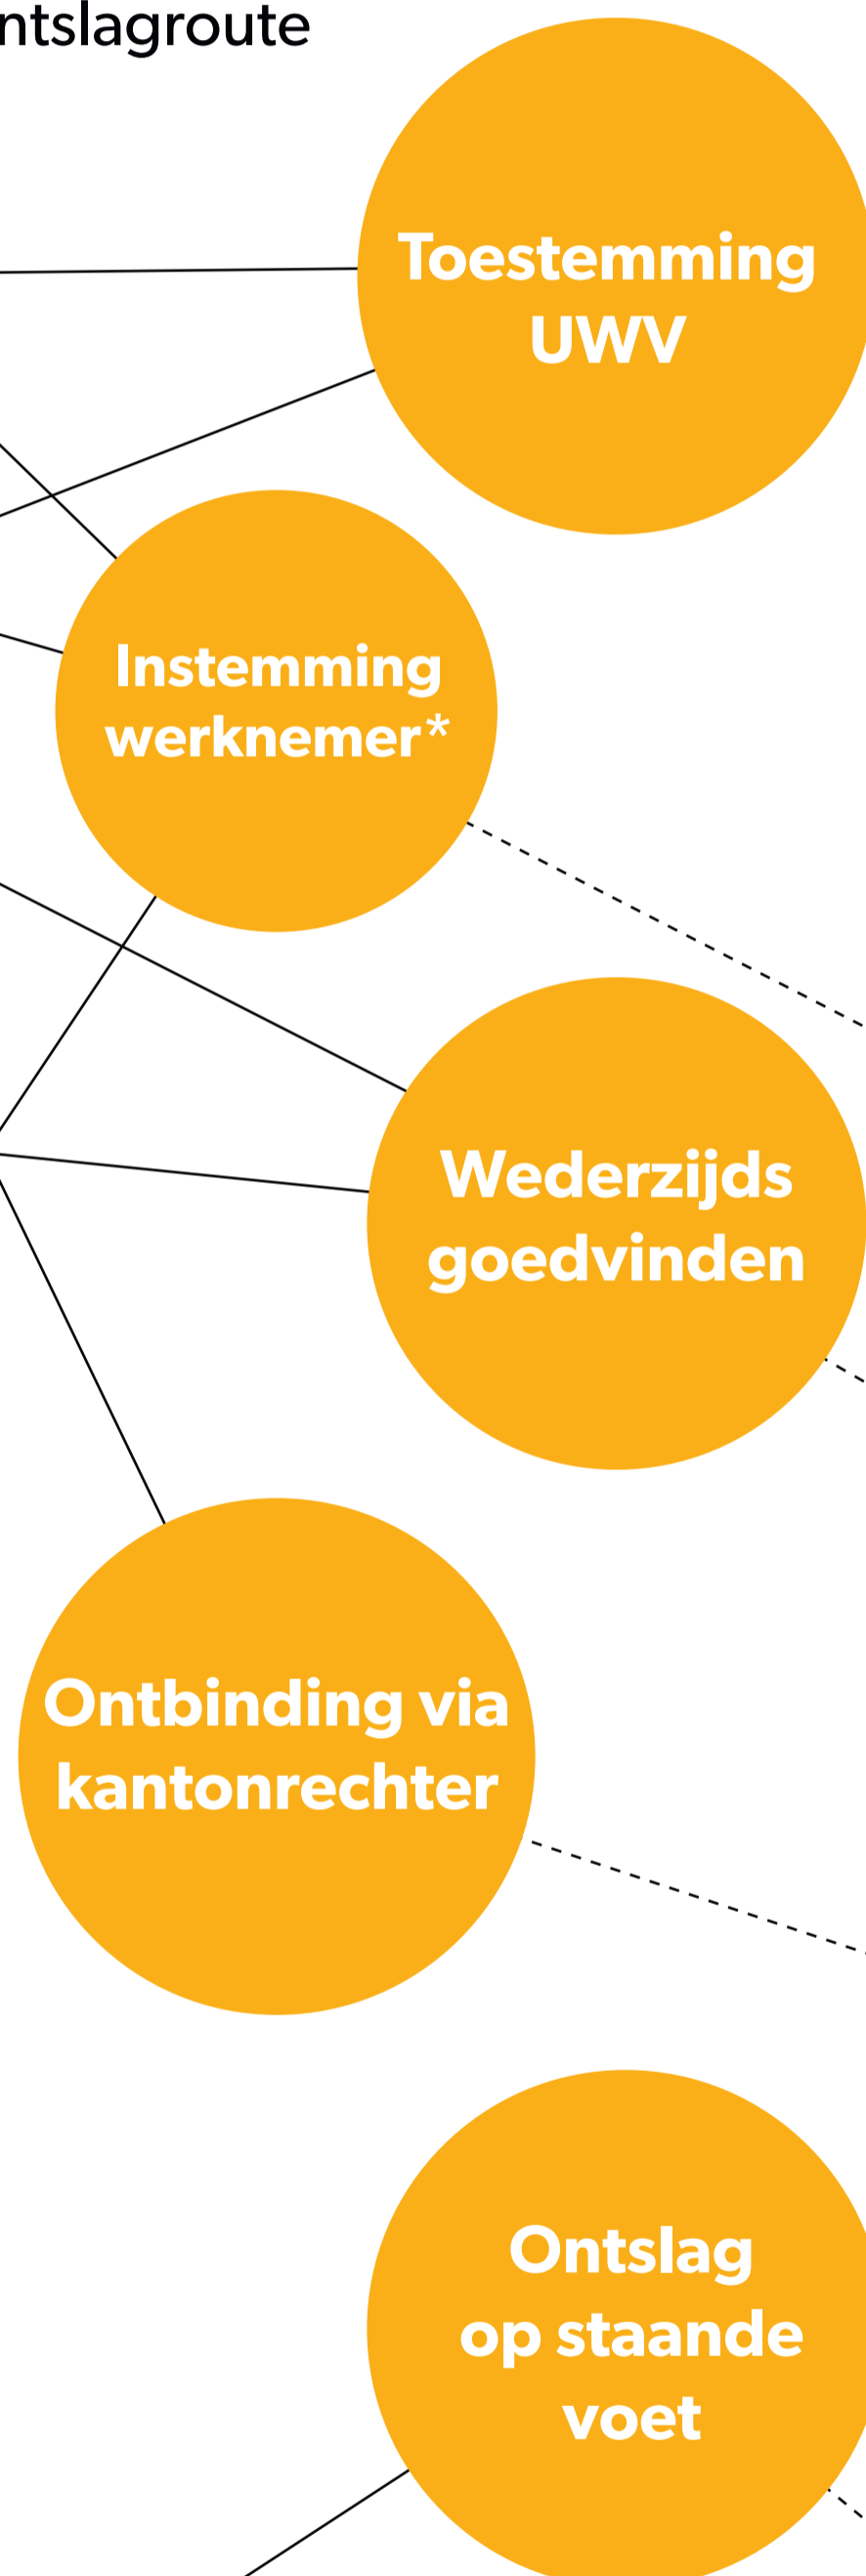 ntslagroute
Toestemming
UWV
Instemming
werknemer*
Wederzijds
goedvinden
Ontbinding via
kantonrechter
Ontslag
op staande
voet